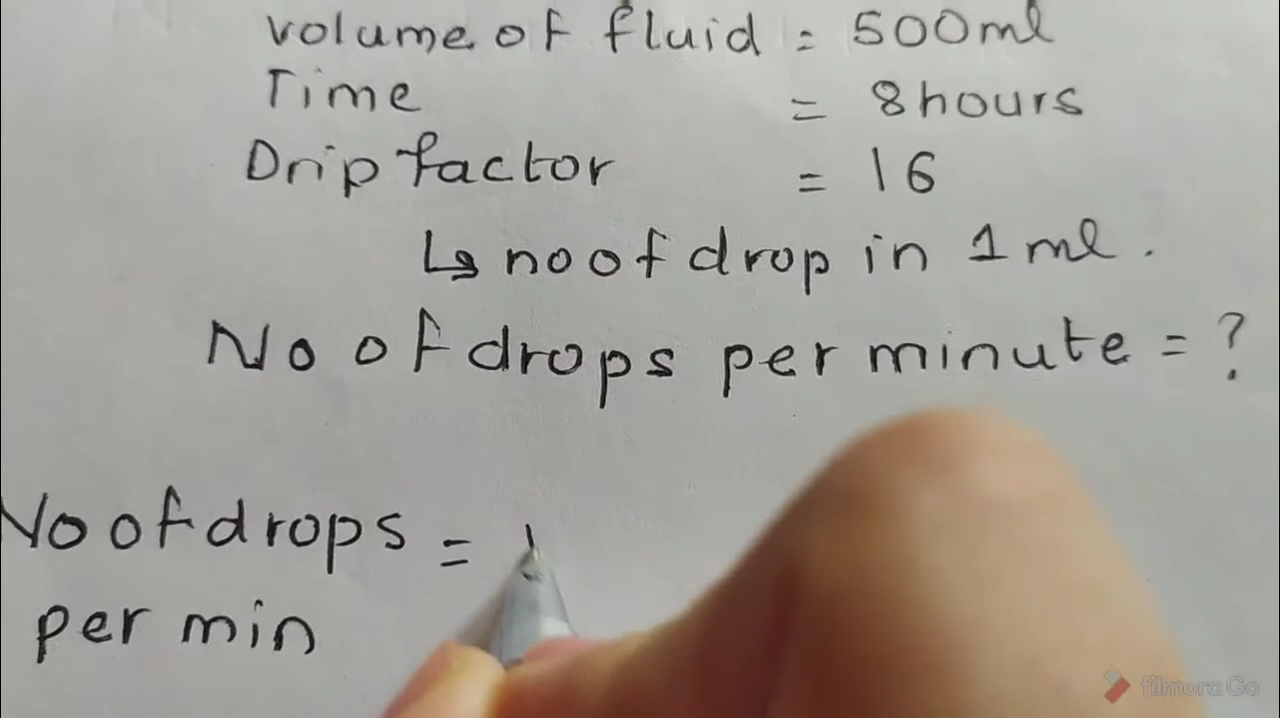 volume of fluid = 500ml
Time = 8hours
Drip factor = 16
↳ no of drop in 1 ml.
No of drops per minute = ?
No of drops =
per min
filmora Go